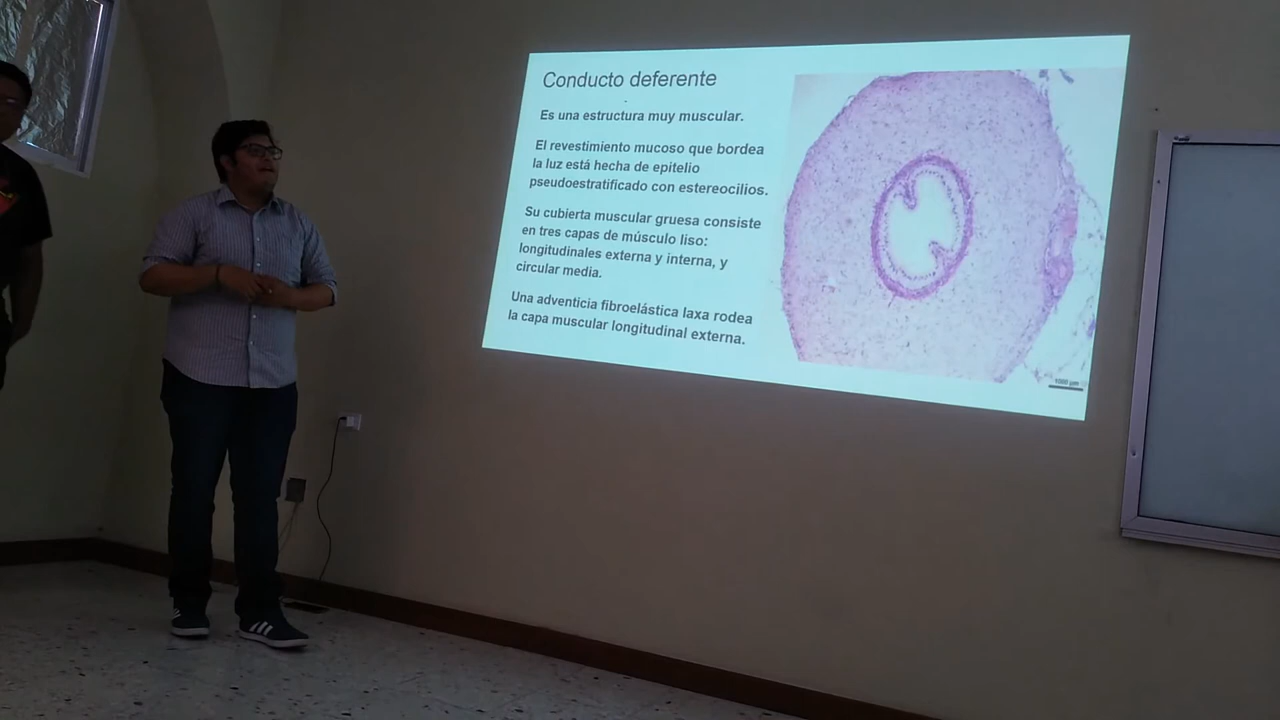 Conducto deferente
Es una estructura muy muscular.
El revestimiento mucoso que bordea
la luz está hecha de epitelio
pseudoestratificado con estereocilios.
Su cubierta muscular gruesa consiste
en tres capas de músculo liso:
longitudinales externa y interna, y
circular media.
Una adventicia fibroelástica laxa rodea
la capa muscular longitudinal externa.